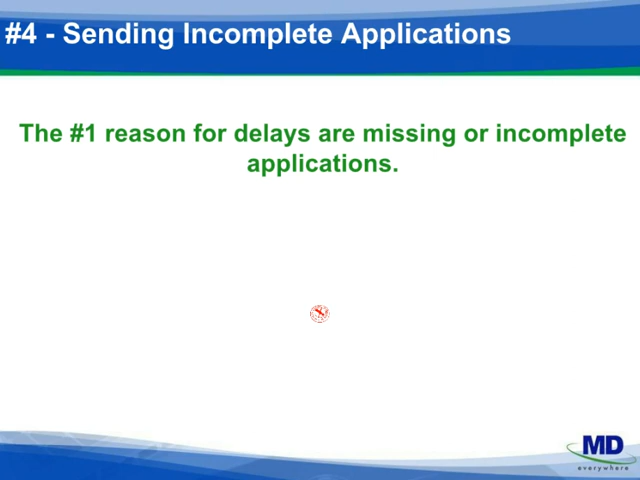 #4 - Sending Incomplete Applications
The #1 reason for delays are missing or incomplete
applications.
MD
everywhere